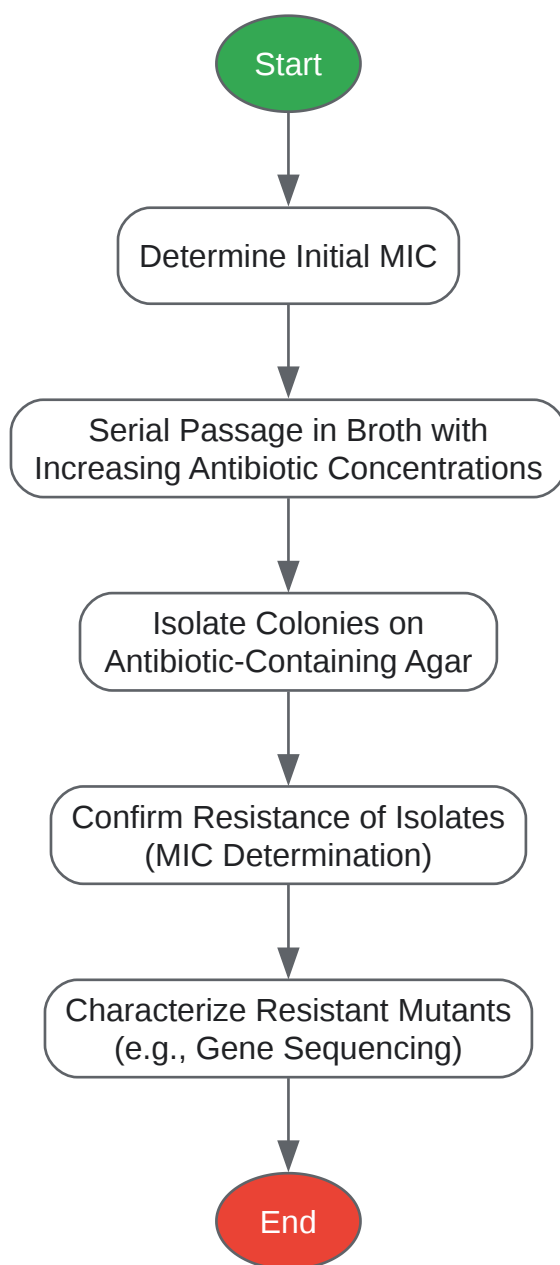 Start
Determine Initial MIC
Serial Passage in Broth with
Increasing Antibiotic Concentrations
Isolate Colonies on
Antibiotic-Containing Agar
Confirm Resistance of Isolates
(MIC Determination)
Characterize Resistant Mutants
(e.g., Gene Sequencing)
End